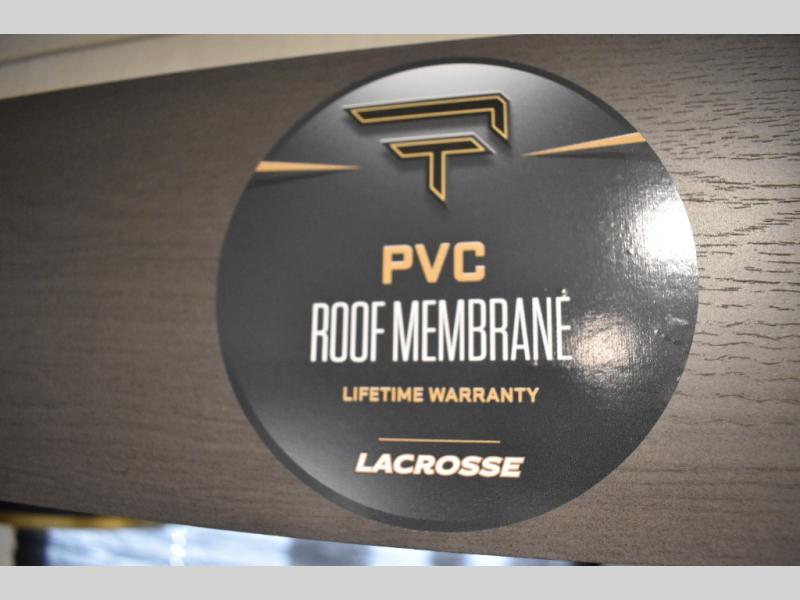 PVC
ROOF MEMBRANE
LIFETIME WARRANTY
LACROSSE